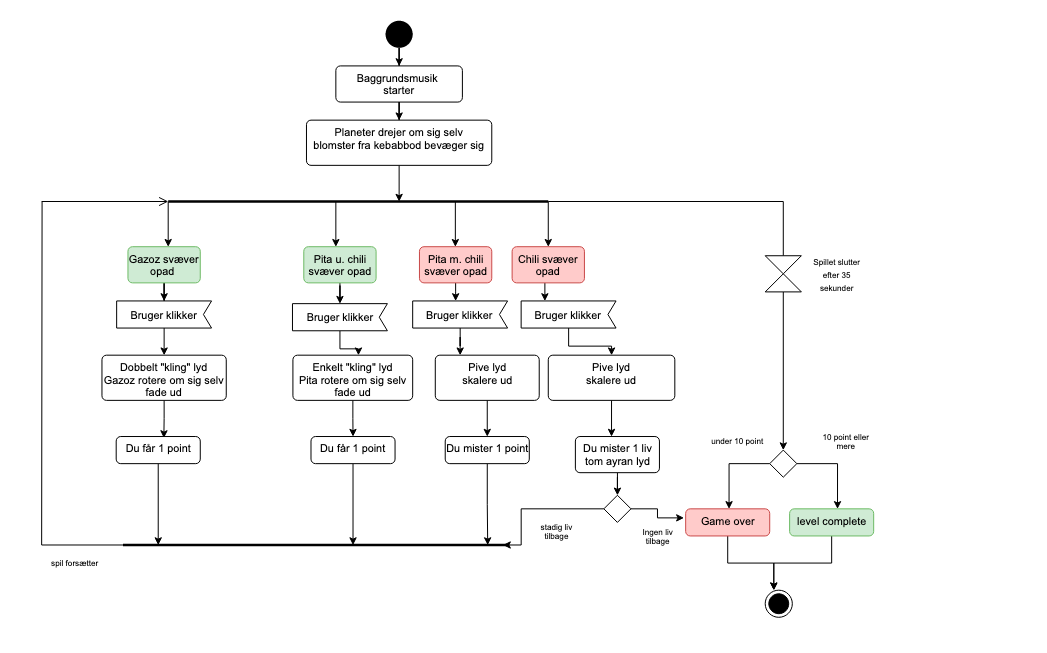 Baggrundsmusik
starter
Planeter drejer om sig selv
blomster fra kebabbod bevæger sig
Gazoz svæver
opad
Pita u. chili
svæver opad
Pita m. chili
svæver opad
Chili svæver
opad
Spillet slutter
efter 35
sekunder
Bruger klikker
Bruger klikker
Bruger klikker
Bruger klikker
Dobbelt "kling" lyd
Gazoz rotere om sig selv
fade ud
Enkelt "kling" lyd
Pita rotere om sig selv
fade ud
Pive lyd
skalere ud
Pive lyd
skalere ud
Du får 1 point
Du får 1 point
Du mister 1 point
Du mister 1 liv
tom ayran lyd
under 10 point
10 point eller
mere
Game over
level complete
stadig liv
tilbage
Ingen liv
tilbage
spil forsætter